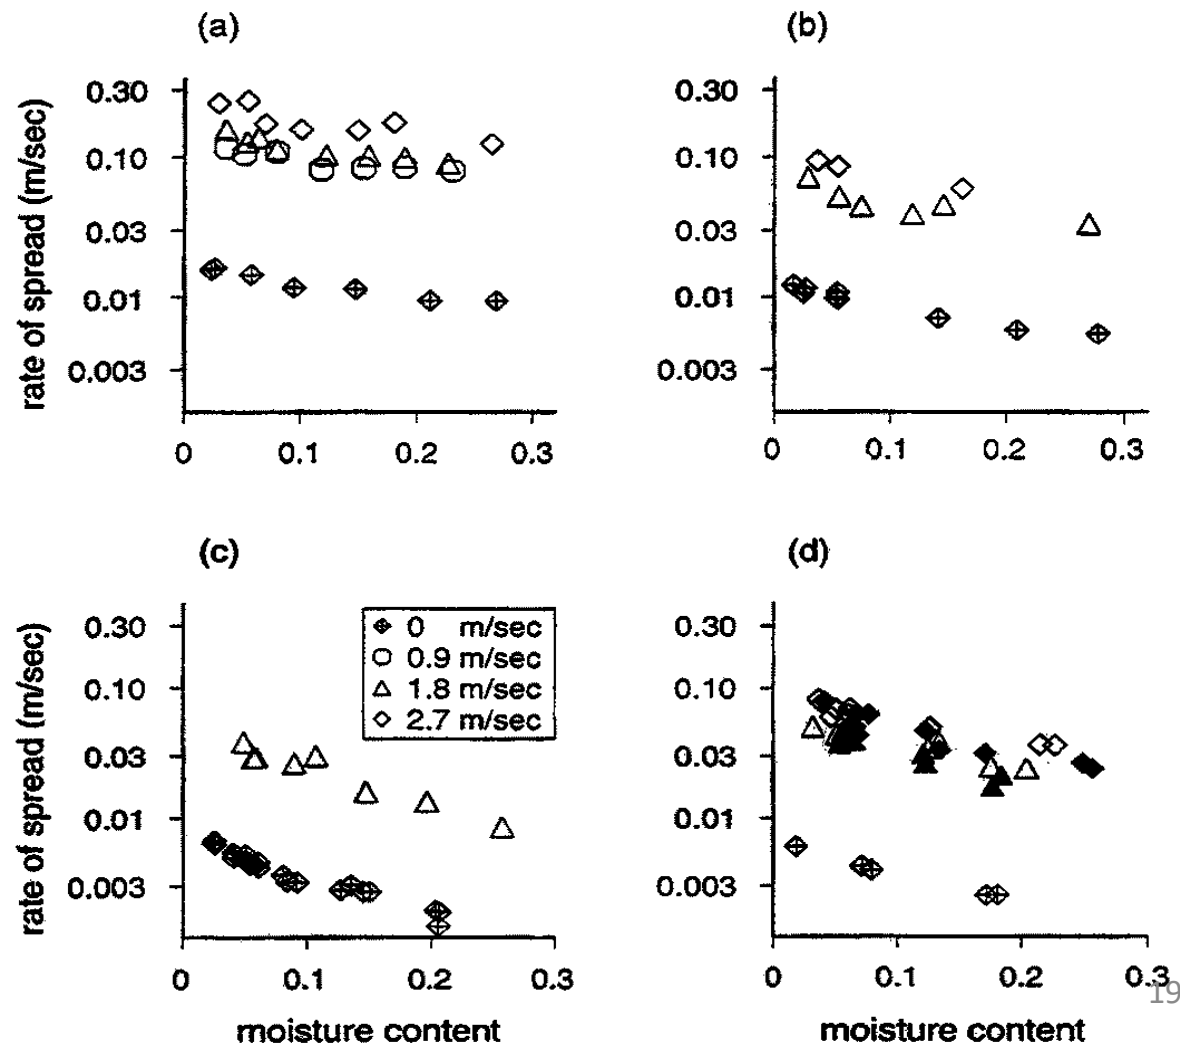 (a)
rate of spread (m/sec)
0.30
0.10
0.03
0.01
0.003
0 0.1 0.2 0.3
(b)
0.30
0.10
0.03
0.01
0.003
0 0.1 0.2 0.3
(c)
rate of spread (m/sec)
0.30
0.10
0.03
0.01
0.003
0 m/sec
0.9 m/sec
1.8 m/sec
2.7 m/sec
0 0.1 0.2 0.3
moisture content
(d)
0.30
0.10
0.03
0.01
0.003
0 0.1 0.2 0.3
moisture content
19